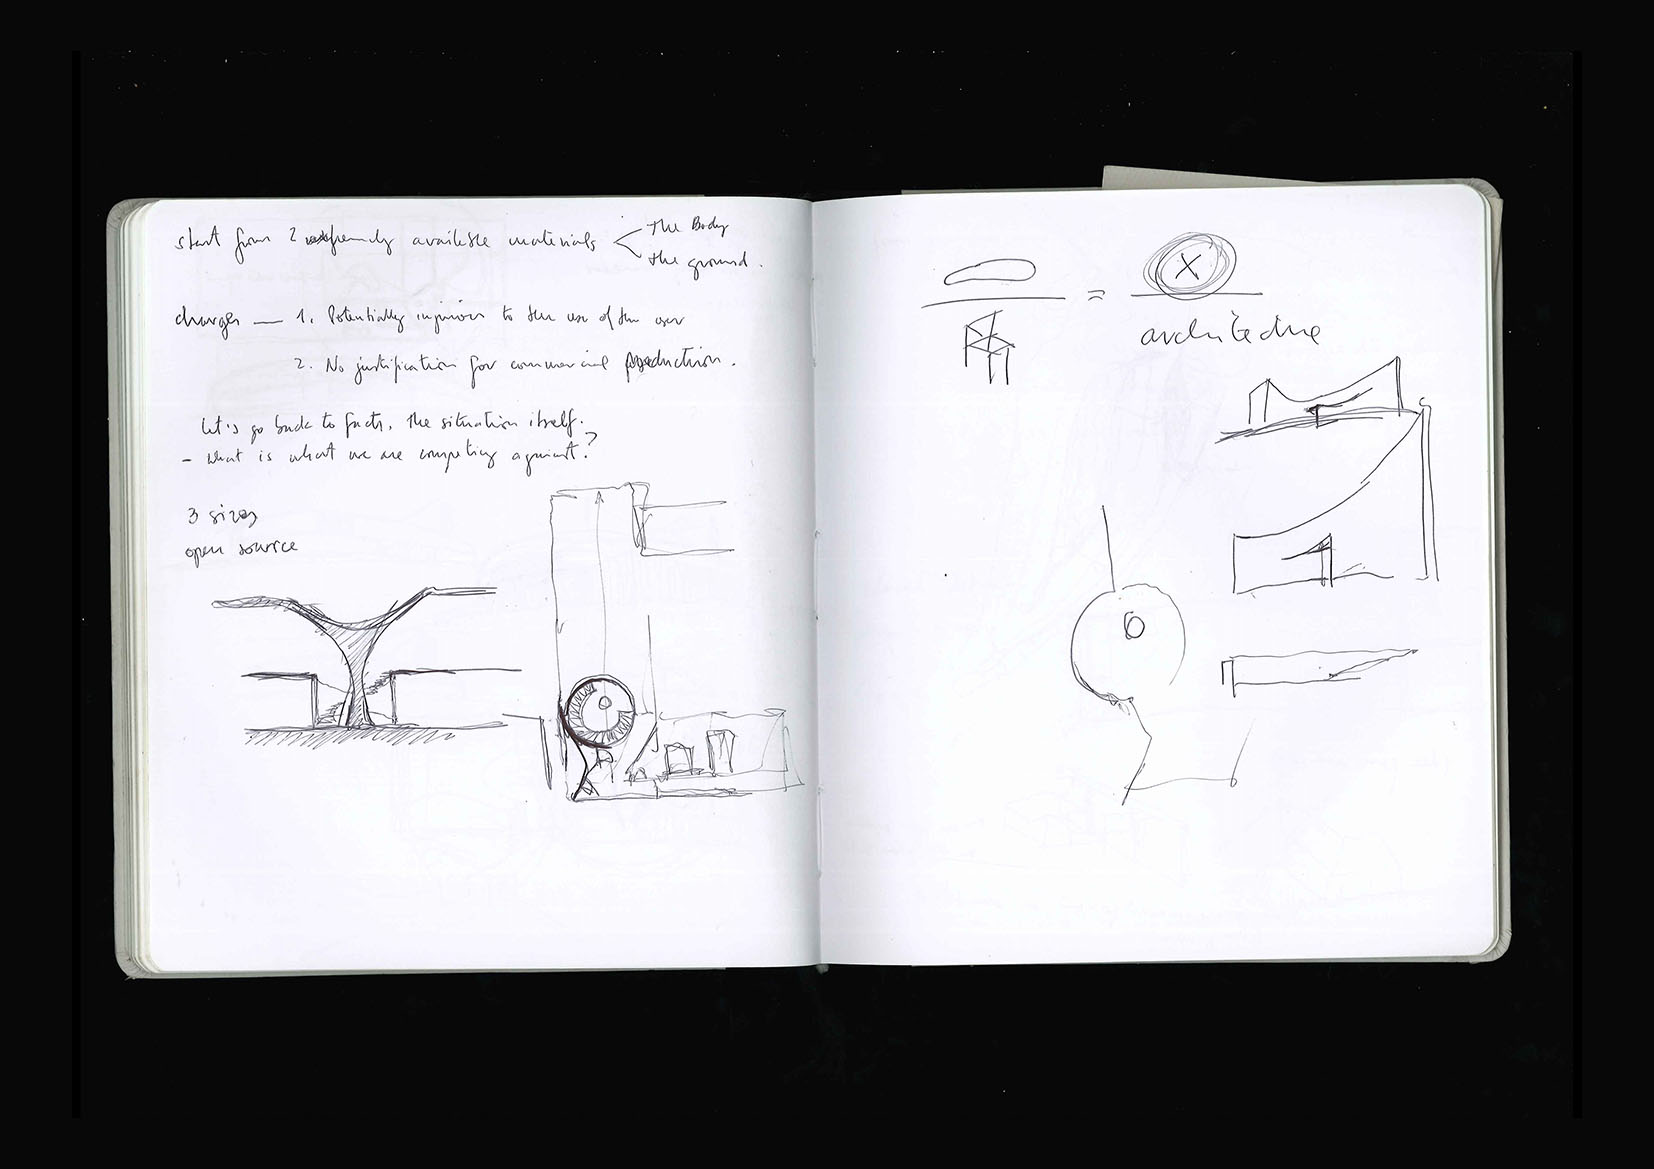 start from 2 extremely available materials
the Body
the ground.
charges — 1. Potentially injurious to the use of the user
2. No justification for commercial production.
Let's go back to facts, the situation itself.
- What is what we are competing against?
3 sizes
open source
=
X
architecture